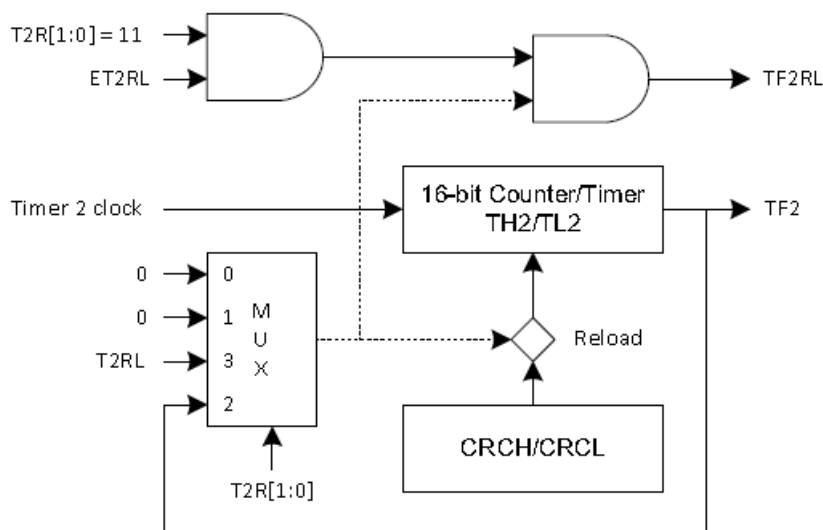 T2R[1:0] = 11
ET2RL
TF2RL
Timer 2 clock
16-bit Counter/Timer
TH2/TL2
TF2
0
0
0
1
T2RL
3
2
M
U
X
Reload
CRCH/CRCL
T2R[1:0]